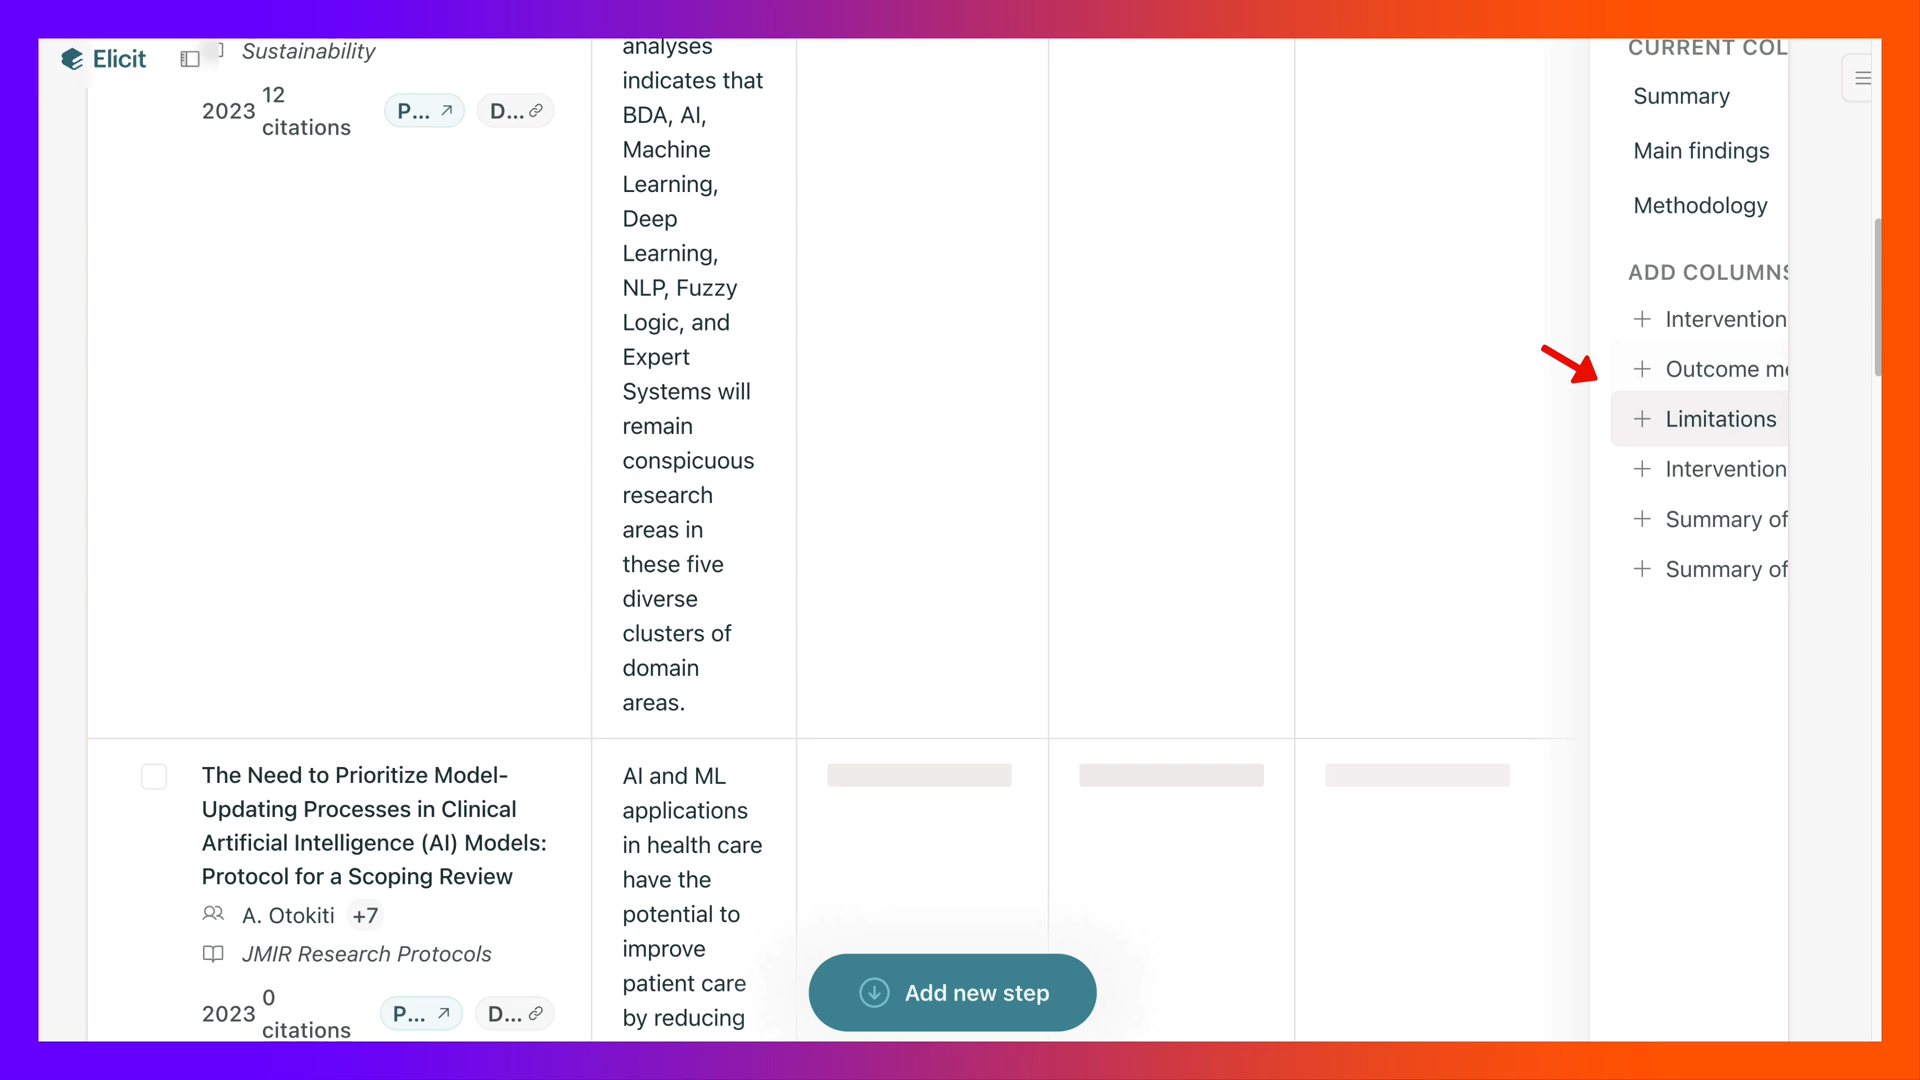 Elicit
Sustainability
2023
12
citations
P...
D...
analyses
indicates that
BDA, AI,
Machine
Learning,
Deep
Learning,
NLP, Fuzzy
Logic, and
Expert
Systems will
remain
conspicuous
research
areas in
these five
diverse
clusters of
domain
areas.
The Need to Prioritize Model-
Updating Processes in Clinical
Artificial Intelligence (AI) Models:
Protocol for a Scoping Review
A. Otokiti +7
JMIR Research Protocols
2023
0
citations
P...
D...
AI and ML
applications
in health care
have the
potential to
improve
patient care
by reducing
Add new step
CURRENT COL
Summary
Main findings
Methodology
ADD COLUMNS
+ Intervention
+ Outcome me
+ Limitations
+ Intervention
+ Summary of
+ Summary of